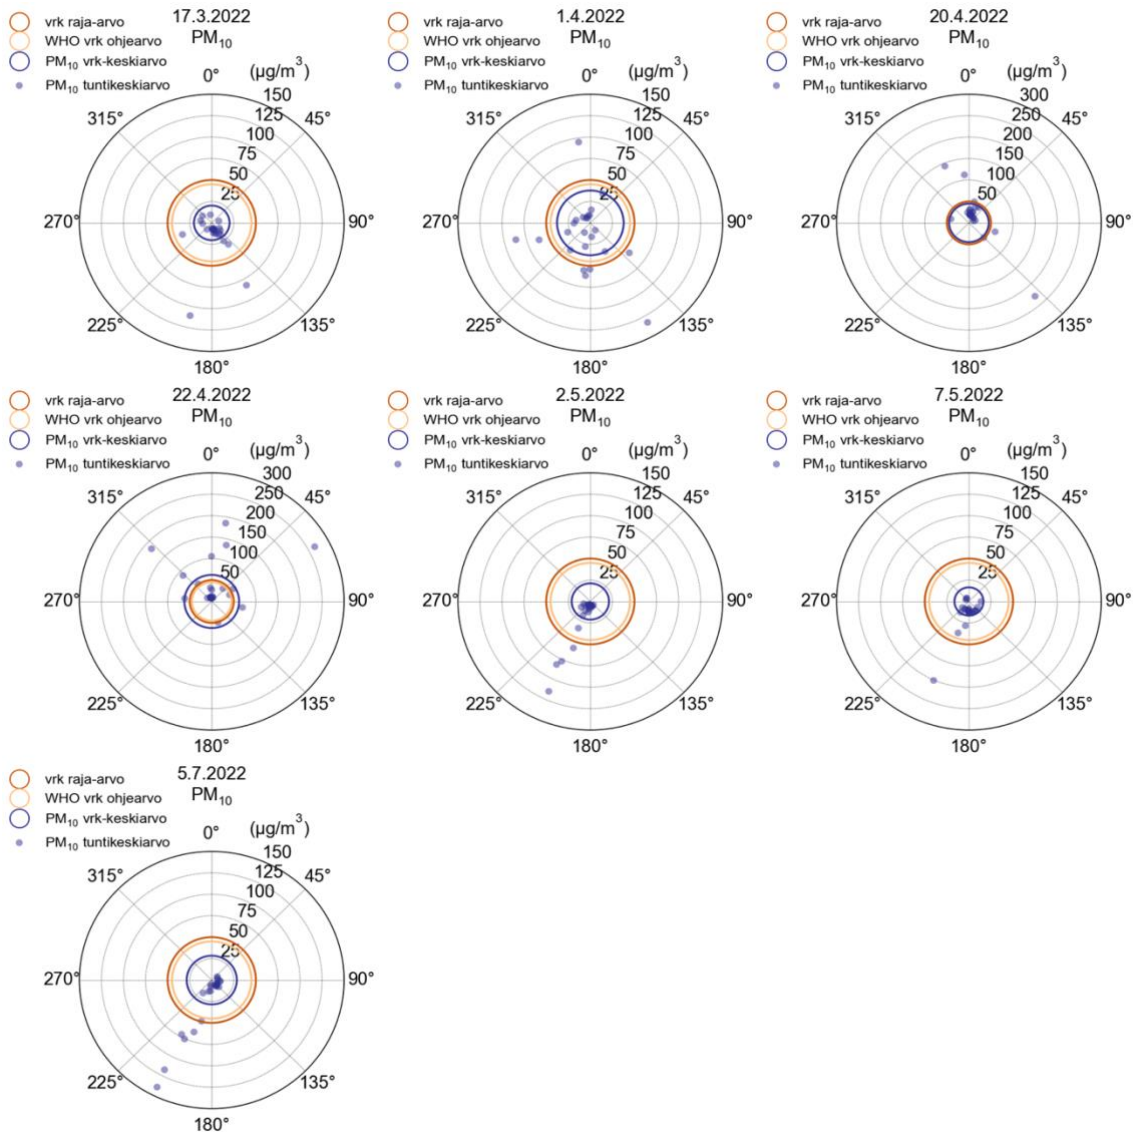 17.3.2022
PM₁₀
vrk raja-arvo
WHO vrk ohjearvo
PM₁₀ vrk-keskiarvo
PM₁₀ tuntikeskiarvo
0° (µg/m³)
150
125
100
75
50
25
315° 45°
270° 90°
225° 135°
180°
1.4.2022
PM₁₀
vrk raja-arvo
WHO vrk ohjearvo
PM₁₀ vrk-keskiarvo
PM₁₀ tuntikeskiarvo
0° (µg/m³)
150
125
100
75
50
25
315° 45°
270° 90°
225° 135°
180°
20.4.2022
PM₁₀
vrk raja-arvo
WHO vrk ohjearvo
PM₁₀ vrk-keskiarvo
PM₁₀ tuntikeskiarvo
0° (µg/m³)
300
250
200
150
100
50
315° 45°
270° 90°
225° 135°
180°
22.4.2022
PM₁₀
vrk raja-arvo
WHO vrk ohjearvo
PM₁₀ vrk-keskiarvo
PM₁₀ tuntikeskiarvo
0° (µg/m³)
300
250
200
150
100
50
315° 45°
270° 90°
225° 135°
180°
2.5.2022
PM₁₀
vrk raja-arvo
WHO vrk ohjearvo
PM₁₀ vrk-keskiarvo
PM₁₀ tuntikeskiarvo
0° (µg/m³)
150
125
100
75
50
25
315° 45°
270° 90°
225° 135°
180°
7.5.2022
PM₁₀
vrk raja-arvo
WHO vrk ohjearvo
PM₁₀ vrk-keskiarvo
PM₁₀ tuntikeskiarvo
0° (µg/m³)
150
125
100
75
50
25
315° 45°
270° 90°
225° 135°
180°
5.7.2022
PM₁₀
vrk raja-arvo
WHO vrk ohjearvo
PM₁₀ vrk-keskiarvo
PM₁₀ tuntikeskiarvo
0° (µg/m³)
150
125
100
75
50
25
315° 45°
270° 90°
225° 135°
180°